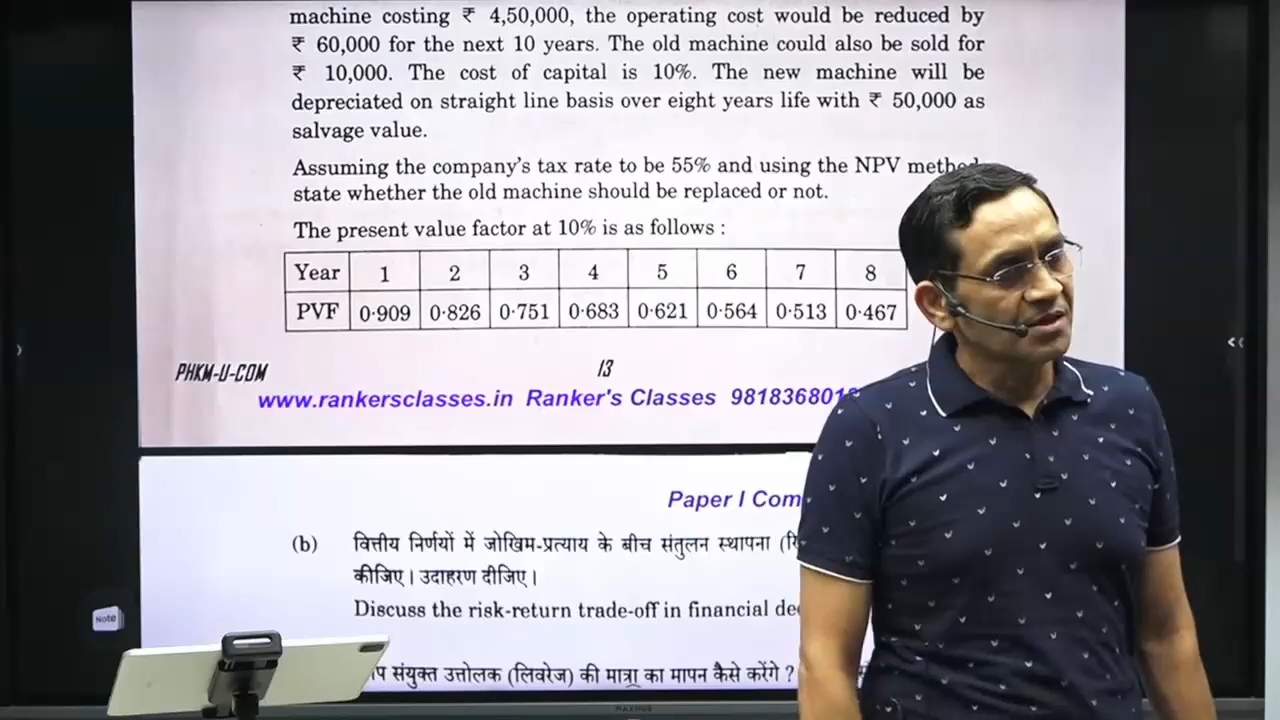 machine costing ₹ 4,50,000, the operating cost would be reduced by
₹ 60,000 for the next 10 years. The old machine could also be sold for
₹ 10,000. The cost of capital is 10%. The new machine will be
depreciated on straight line basis over eight years life with ₹ 50,000 as
salvage value.
Assuming the company's tax rate to be 55% and using the NPV method
state whether the old machine should be replaced or not.
The present value factor at 10% is as follows :
Year 1 2 3 4 5 6 7 8
PVF 0·909 0·826 0·751 0·683 0·621 0·564 0·513 0·467
PHKM-U-COM 13
www.rankersclasses.in Ranker's Classes
Paper I
(b) वित्तीय निर्णयों में जोखिम-प्रत्याय के बीच संतुलन स्थापना
कीजिए। उदाहरण दीजिए।
Discuss the risk-return trade-off in financial
संयुक्त उत्तोलक (लिवरेज) की मात्रा का मापन कैसे करेंगे ?
Note